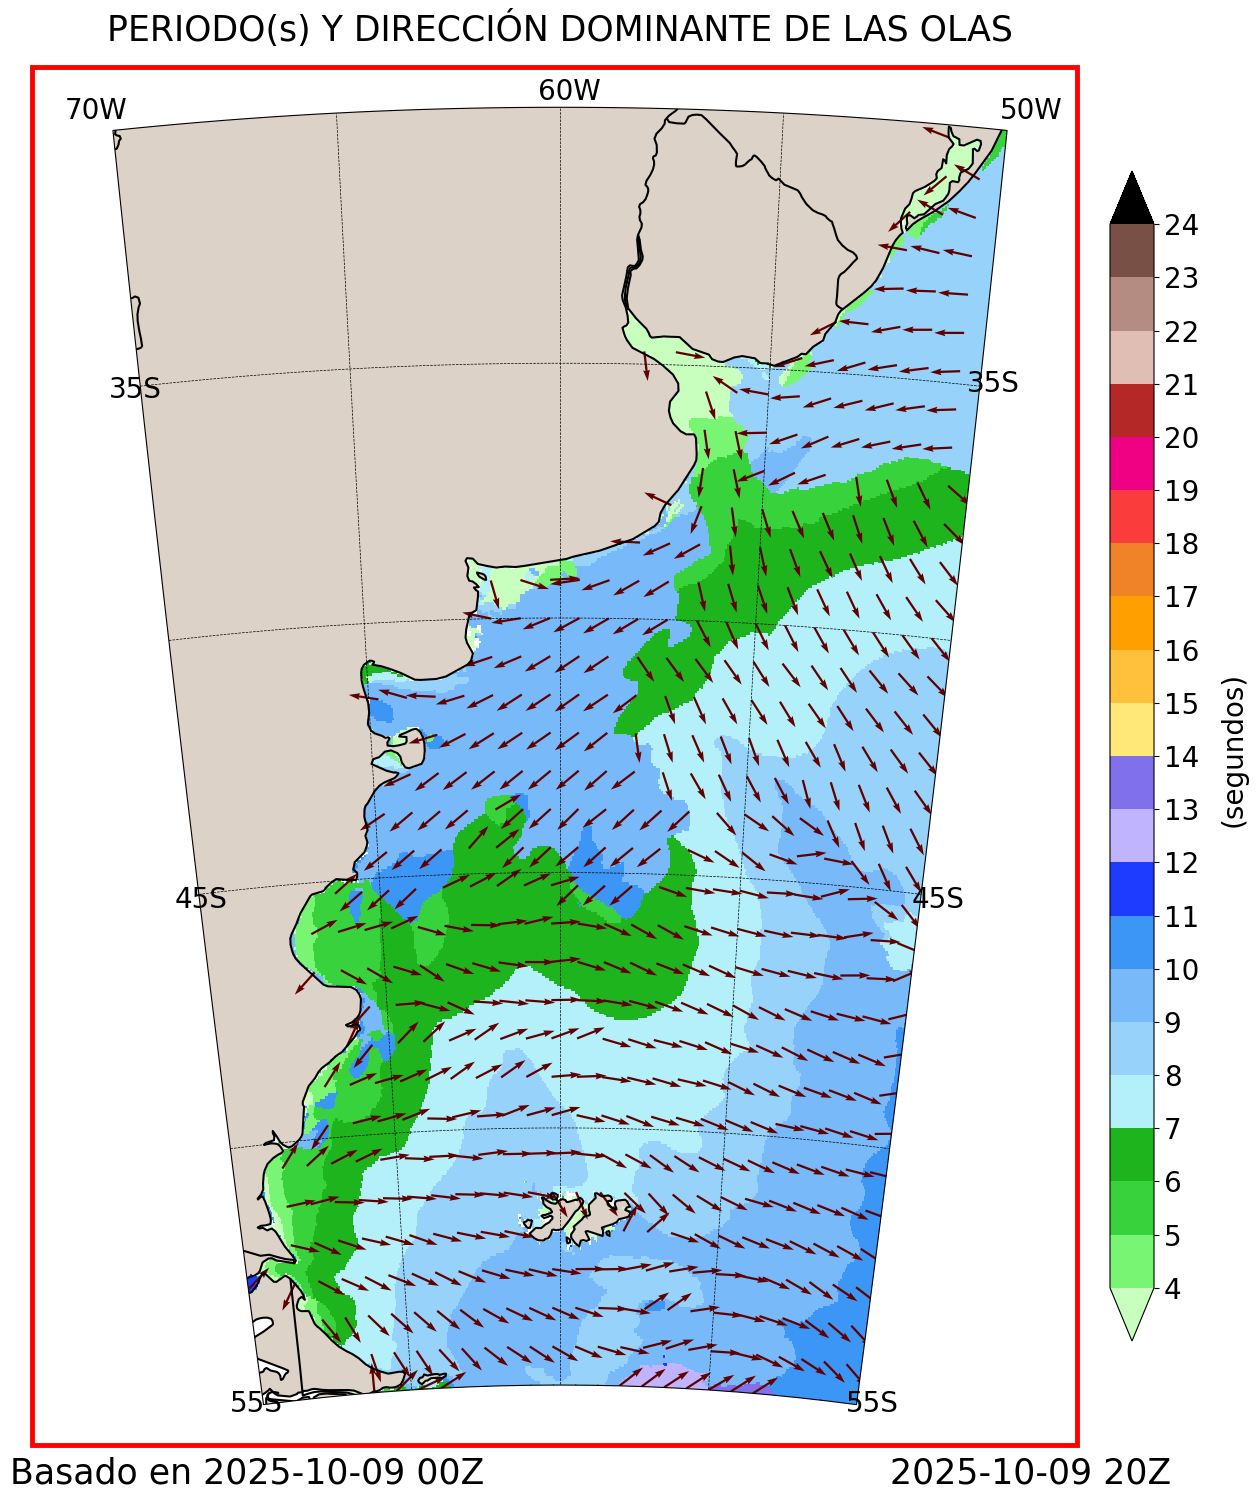 PERIODO(s) Y DIRECCIÓN DOMINANTE DE LAS OLAS
70W
60W
50W
35S
35S
45S
45S
55S
55S
24
23
22
21
20
19
18
17
16
15
14
13
12
11
10
9
8
7
6
5
4
(segundos)
Basado en 2025-10-09 00Z
2025-10-09 20Z